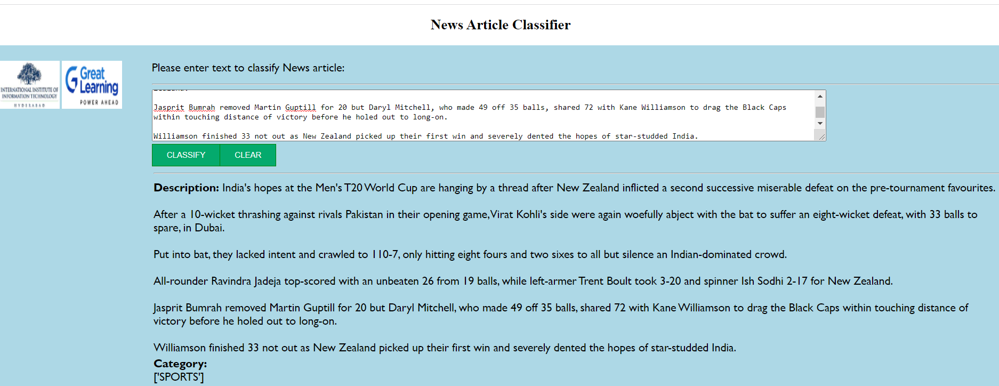 News Article Classifier
INTERNATIONAL INSTITUTE OF
INFORMATION TECHNOLOGY
HYDERABAD
Great
Learning
POWER AHEAD
Please enter text to classify News article:
Jasprit Bumrah removed Martin Guptill for 20 but Daryl Mitchell, who made 49 off 35 balls, shared 72 with Kane Williamson to drag the Black Caps
within touching distance of victory before he holed out to long-on.
Williamson finished 33 not out as New Zealand picked up their first win and severely dented the hopes of star-studded India.
CLASSIFY CLEAR
Description: India's hopes at the Men's T20 World Cup are hanging by a thread after New Zealand inflicted a second successive miserable defeat on the pre-tournament favourites.
After a 10-wicket thrashing against rivals Pakistan in their opening game, Virat Kohli's side were again woefully abject with the bat to suffer an eight-wicket defeat, with 33 balls to
spare, in Dubai.
Put into bat, they lacked intent and crawled to 110-7, only hitting eight fours and two sixes to all but silence an Indian-dominated crowd.
All-rounder Ravindra Jadeja top-scored with an unbeaten 26 from 19 balls, while left-armer Trent Boult took 3-20 and spinner Ish Sodhi 2-17 for New Zealand.
Jasprit Bumrah removed Martin Guptill for 20 but Daryl Mitchell, who made 49 off 35 balls, shared 72 with Kane Williamson to drag the Black Caps within touching distance of
victory before he holed out to long-on.
Williamson finished 33 not out as New Zealand picked up their first win and severely dented the hopes of star-studded India.
Category:
['SPORTS']